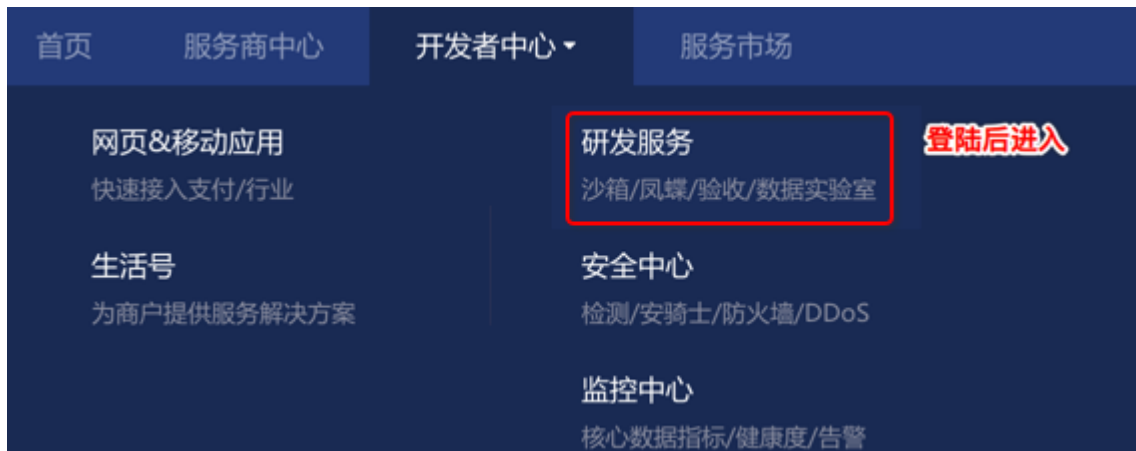 首页 服务商中心 开发者中心 服务市场
网页&移动应用
快速接入支付/行业
生活号
为商户提供服务解决方案
研发服务
沙箱/凤蝶/验收/数据实验室
登陆后进入
安全中心
检测/安骑士/防火墙/DDoS
监控中心
核心数据指标/健康度/告警